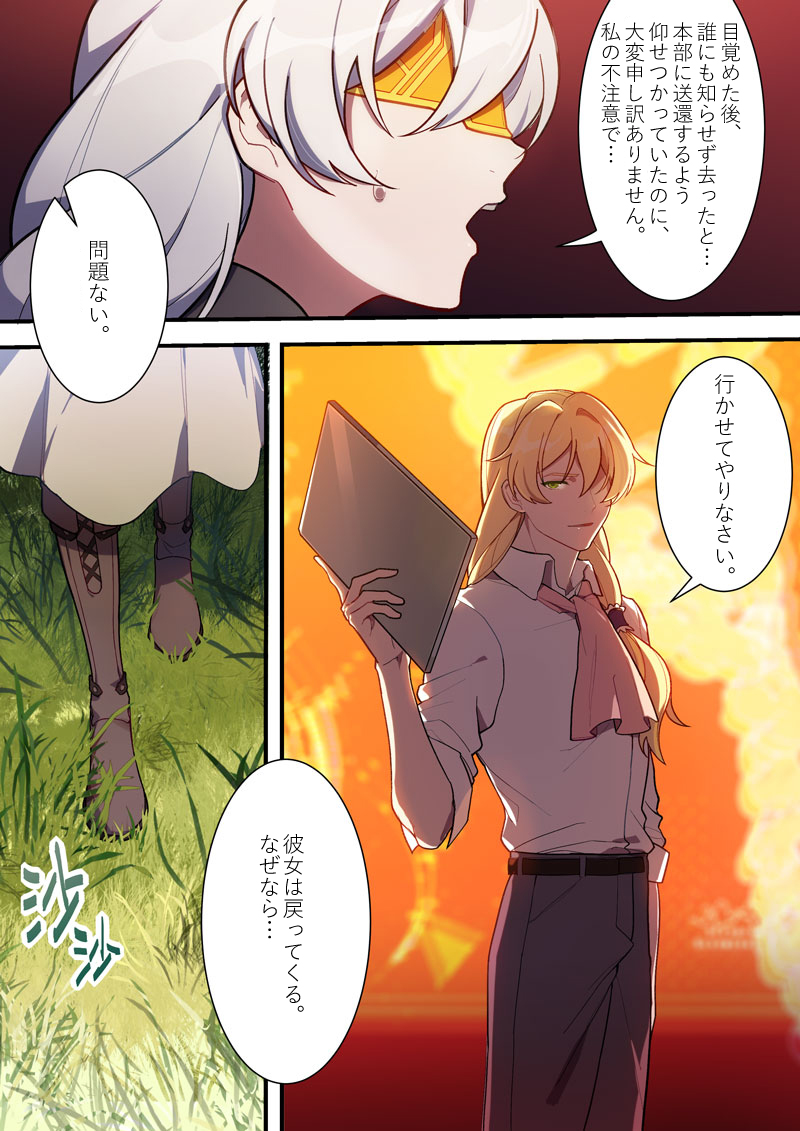 目覚めた後、
誰にも知らせず去ったと…
本部に送還するよう
仰せつかっていたのに、
大変申し訳ありません。
私の不注意で…
問題ない。
行かせてやりなさい。
彼女は戻ってくる。
なぜなら…
沙
沙